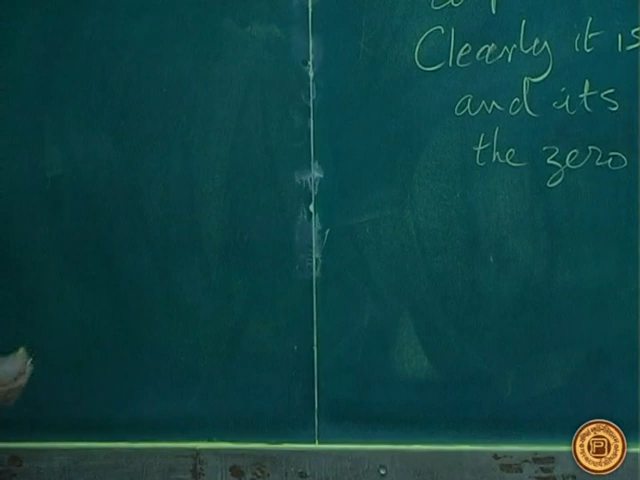 Clearly it is
and its
the zero